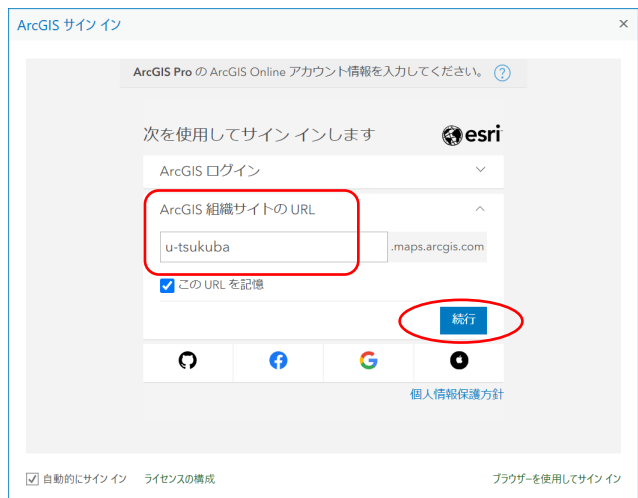 ArcGIS サイン イン
ArcGIS Pro の ArcGIS Online アカウント情報を入力してください。 ?
次を使用してサイン インします
esri
ArcGIS ログイン
ArcGIS 組織サイトの URL
u-tsukuba .maps.arcgis.com
この URL を記憶
続行
個人情報保護方針
自動的にサイン イン ライセンスの構成 ブラウザーを使用してサイン イン